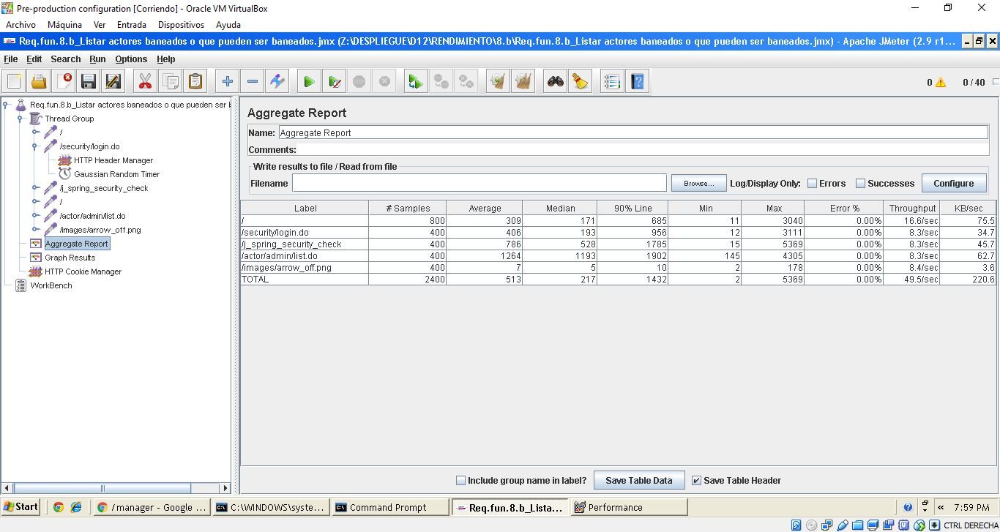 Pre-production configuration [Corriendo] - Oracle VM VirtualBox
Archivo Máquina Ver Entrada Dispositivos Ayuda
Req.fun.8.b_Listar actores baneados o que pueden ser baneados.jmx (Z:\DESPLIEGUE\D12\RENDIMIENTO\8.b\Req.fun.8.b_Listar actores baneados o que pueden ser baneados.jmx) - Apache JMeter (2.9 r1...
File Edit Search Run Options Help
0 0 / 40
Req.fun.8.b_Listar actores baneados o que pueden ser
Thread Group
/
/security/login.do
HTTP Header Manager
Gaussian Random Timer
/j_spring_security_check
/
/actor/admin/list.do
/images/arrow_off.png
Aggregate Report
Graph Results
HTTP Cookie Manager
WorkBench
Aggregate Report
Name: Aggregate Report
Comments:
Write results to file / Read from file
Filename Browse... Log/Display Only: Errors Successes Configure
Label # Samples Average Median 90% Line Min Max Error % Throughput KB/sec
/ 800 309 171 685 11 3040 0.00% 16.6/sec 75.5
/security/login.do 400 406 193 956 12 3111 0.00% 8.3/sec 34.7
/j_spring_security_check 400 786 528 1785 15 5369 0.00% 8.3/sec 45.7
/actor/admin/list.do 400 1264 1193 1902 145 4305 0.00% 8.3/sec 62.7
/images/arrow_off.png 400 7 5 10 2 178 0.00% 8.4/sec 3.6
TOTAL 2400 513 217 1432 2 5369 0.00% 49.5/sec 220.6
Include group name in label? Save Table Data Save Table Header
Start /manager - Google ... C:\WINDOWS\syste... Command Prompt Req.fun.8.b_Lista... Performance « 7:59 PM
CTRL DERECHA